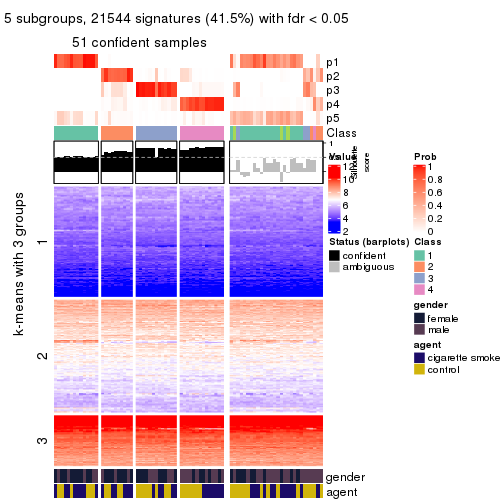 5 subgroups, 21544 signatures (41.5%) with fdr < 0.05
51 confident samples
p1
p2
p3
p4
p5
Class
1
silhouette
score
k-means with 3 groups
1
2
3
gender
agent
Value
12
10
8
6
4
2
Status (barplots)
confident
ambiguous
Prob
1
0.8
0.6
0.4
0.2
0
Class
1
2
3
4
gender
female
male
agent
cigarette smoke
control